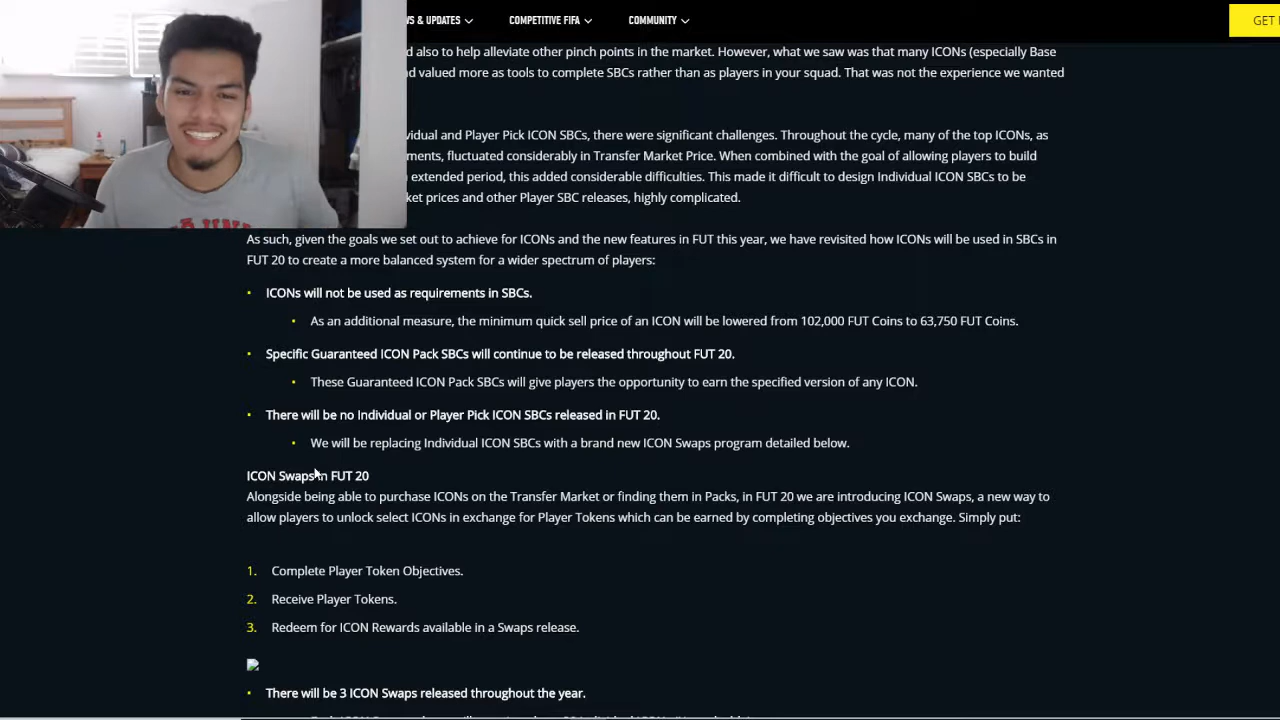 WS & UPDATES COMPETITIVE FIFA COMMUNITY GET
d also to help alleviate other pinch points in the market. However, what we saw was that many ICONs (especially Base
nd valued more as tools to complete SBCs rather than as players in your squad. That was not the experience we wanted
vidual and Player Pick ICON SBCs, there were significant challenges. Throughout the cycle, many of the top ICONs, as
ments, fluctuated considerably in Transfer Market Price. When combined with the goal of allowing players to build
extended period, this added considerable difficulties. This made it difficult to design Individual ICON SBCs to be
ket prices and other Player SBC releases, highly complicated.
As such, given the goals we set out to achieve for ICONs and the new features in FUT this year, we have revisited how ICONs will be used in SBCs in
FUT 20 to create a more balanced system for a wider spectrum of players:
ICONs will not be used as requirements in SBCs.
As an additional measure, the minimum quick sell price of an ICON will be lowered from 102,000 FUT Coins to 63,750 FUT Coins.
Specific Guaranteed ICON Pack SBCs will continue to be released throughout FUT 20.
These Guaranteed ICON Pack SBCs will give players the opportunity to earn the specified version of any ICON.
There will be no Individual or Player Pick ICON SBCs released in FUT 20.
We will be replacing Individual ICON SBCs with a brand new ICON Swaps program detailed below.
ICON Swaps in FUT 20
Alongside being able to purchase ICONs on the Transfer Market or finding them in Packs, in FUT 20 we are introducing ICON Swaps, a new way to
allow players to unlock select ICONs in exchange for Player Tokens which can be earned by completing objectives you exchange. Simply put:
1. Complete Player Token Objectives.
2. Receive Player Tokens.
3. Redeem for ICON Rewards available in a Swaps release.
There will be 3 ICON Swaps released throughout the year.